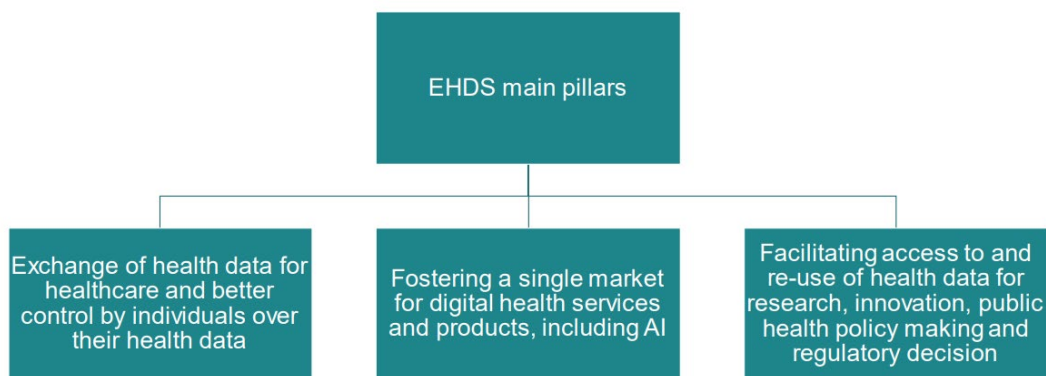 EHDS main pillars
Exchange of health data for
healthcare and better
control by individuals over
their health data
Fostering a single market
for digital health services
and products, including AI
Facilitating access to and
re-use of health data for
research, innovation, public
health policy making and
regulatory decision